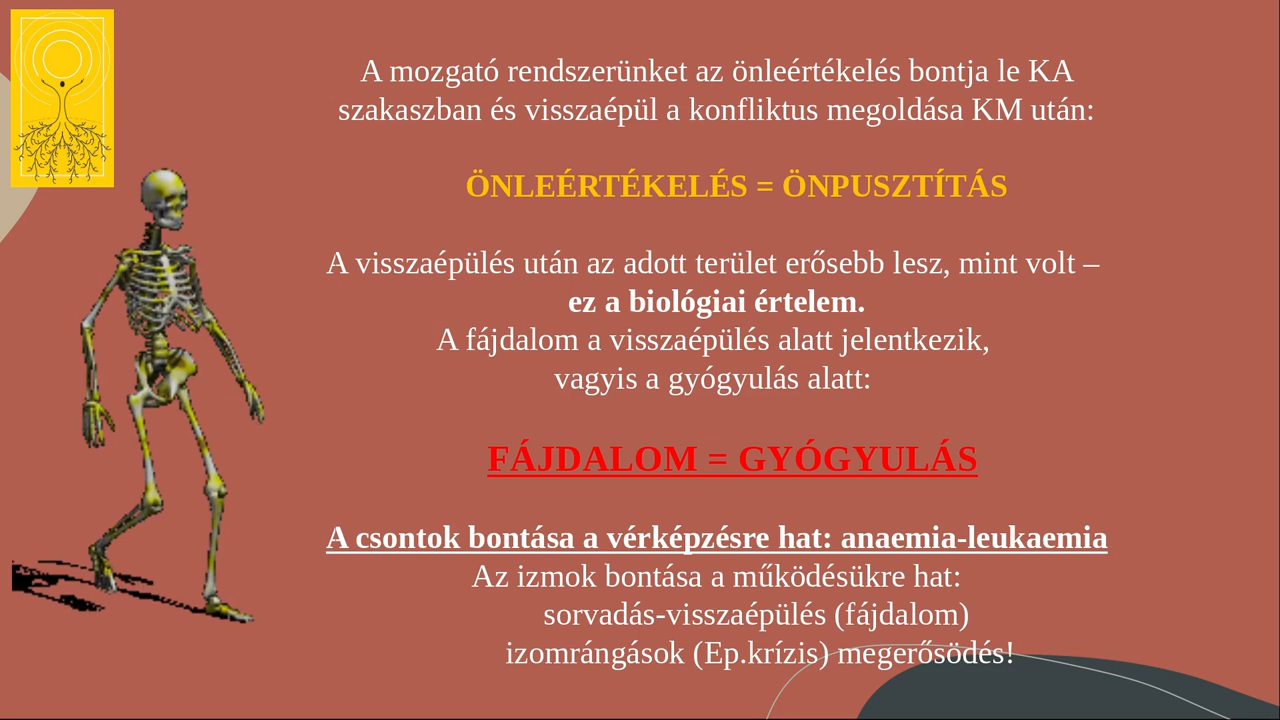 A mozgató rendszerünket az önleértékelés bontja le KA
szakaszban és visszaépül a konfliktus megoldása KM után:
ÖNLEÉRTÉKELÉS = ÖNPUSZTÍTÁS
A visszaépülés után az adott terület erősebb lesz, mint volt –
ez a biológiai értelem.
A fájdalom a visszaépülés alatt jelentkezik,
vagyis a gyógyulás alatt:
FÁJDALOM = GYÓGYULÁS
A csontok bontása a vérképzésre hat: anaemia-leukaemia
Az izmok bontása a működésükre hat:
sorvadás-visszaépülés (fájdalom)
izomrángások (Ep.krízis) megerősödés!